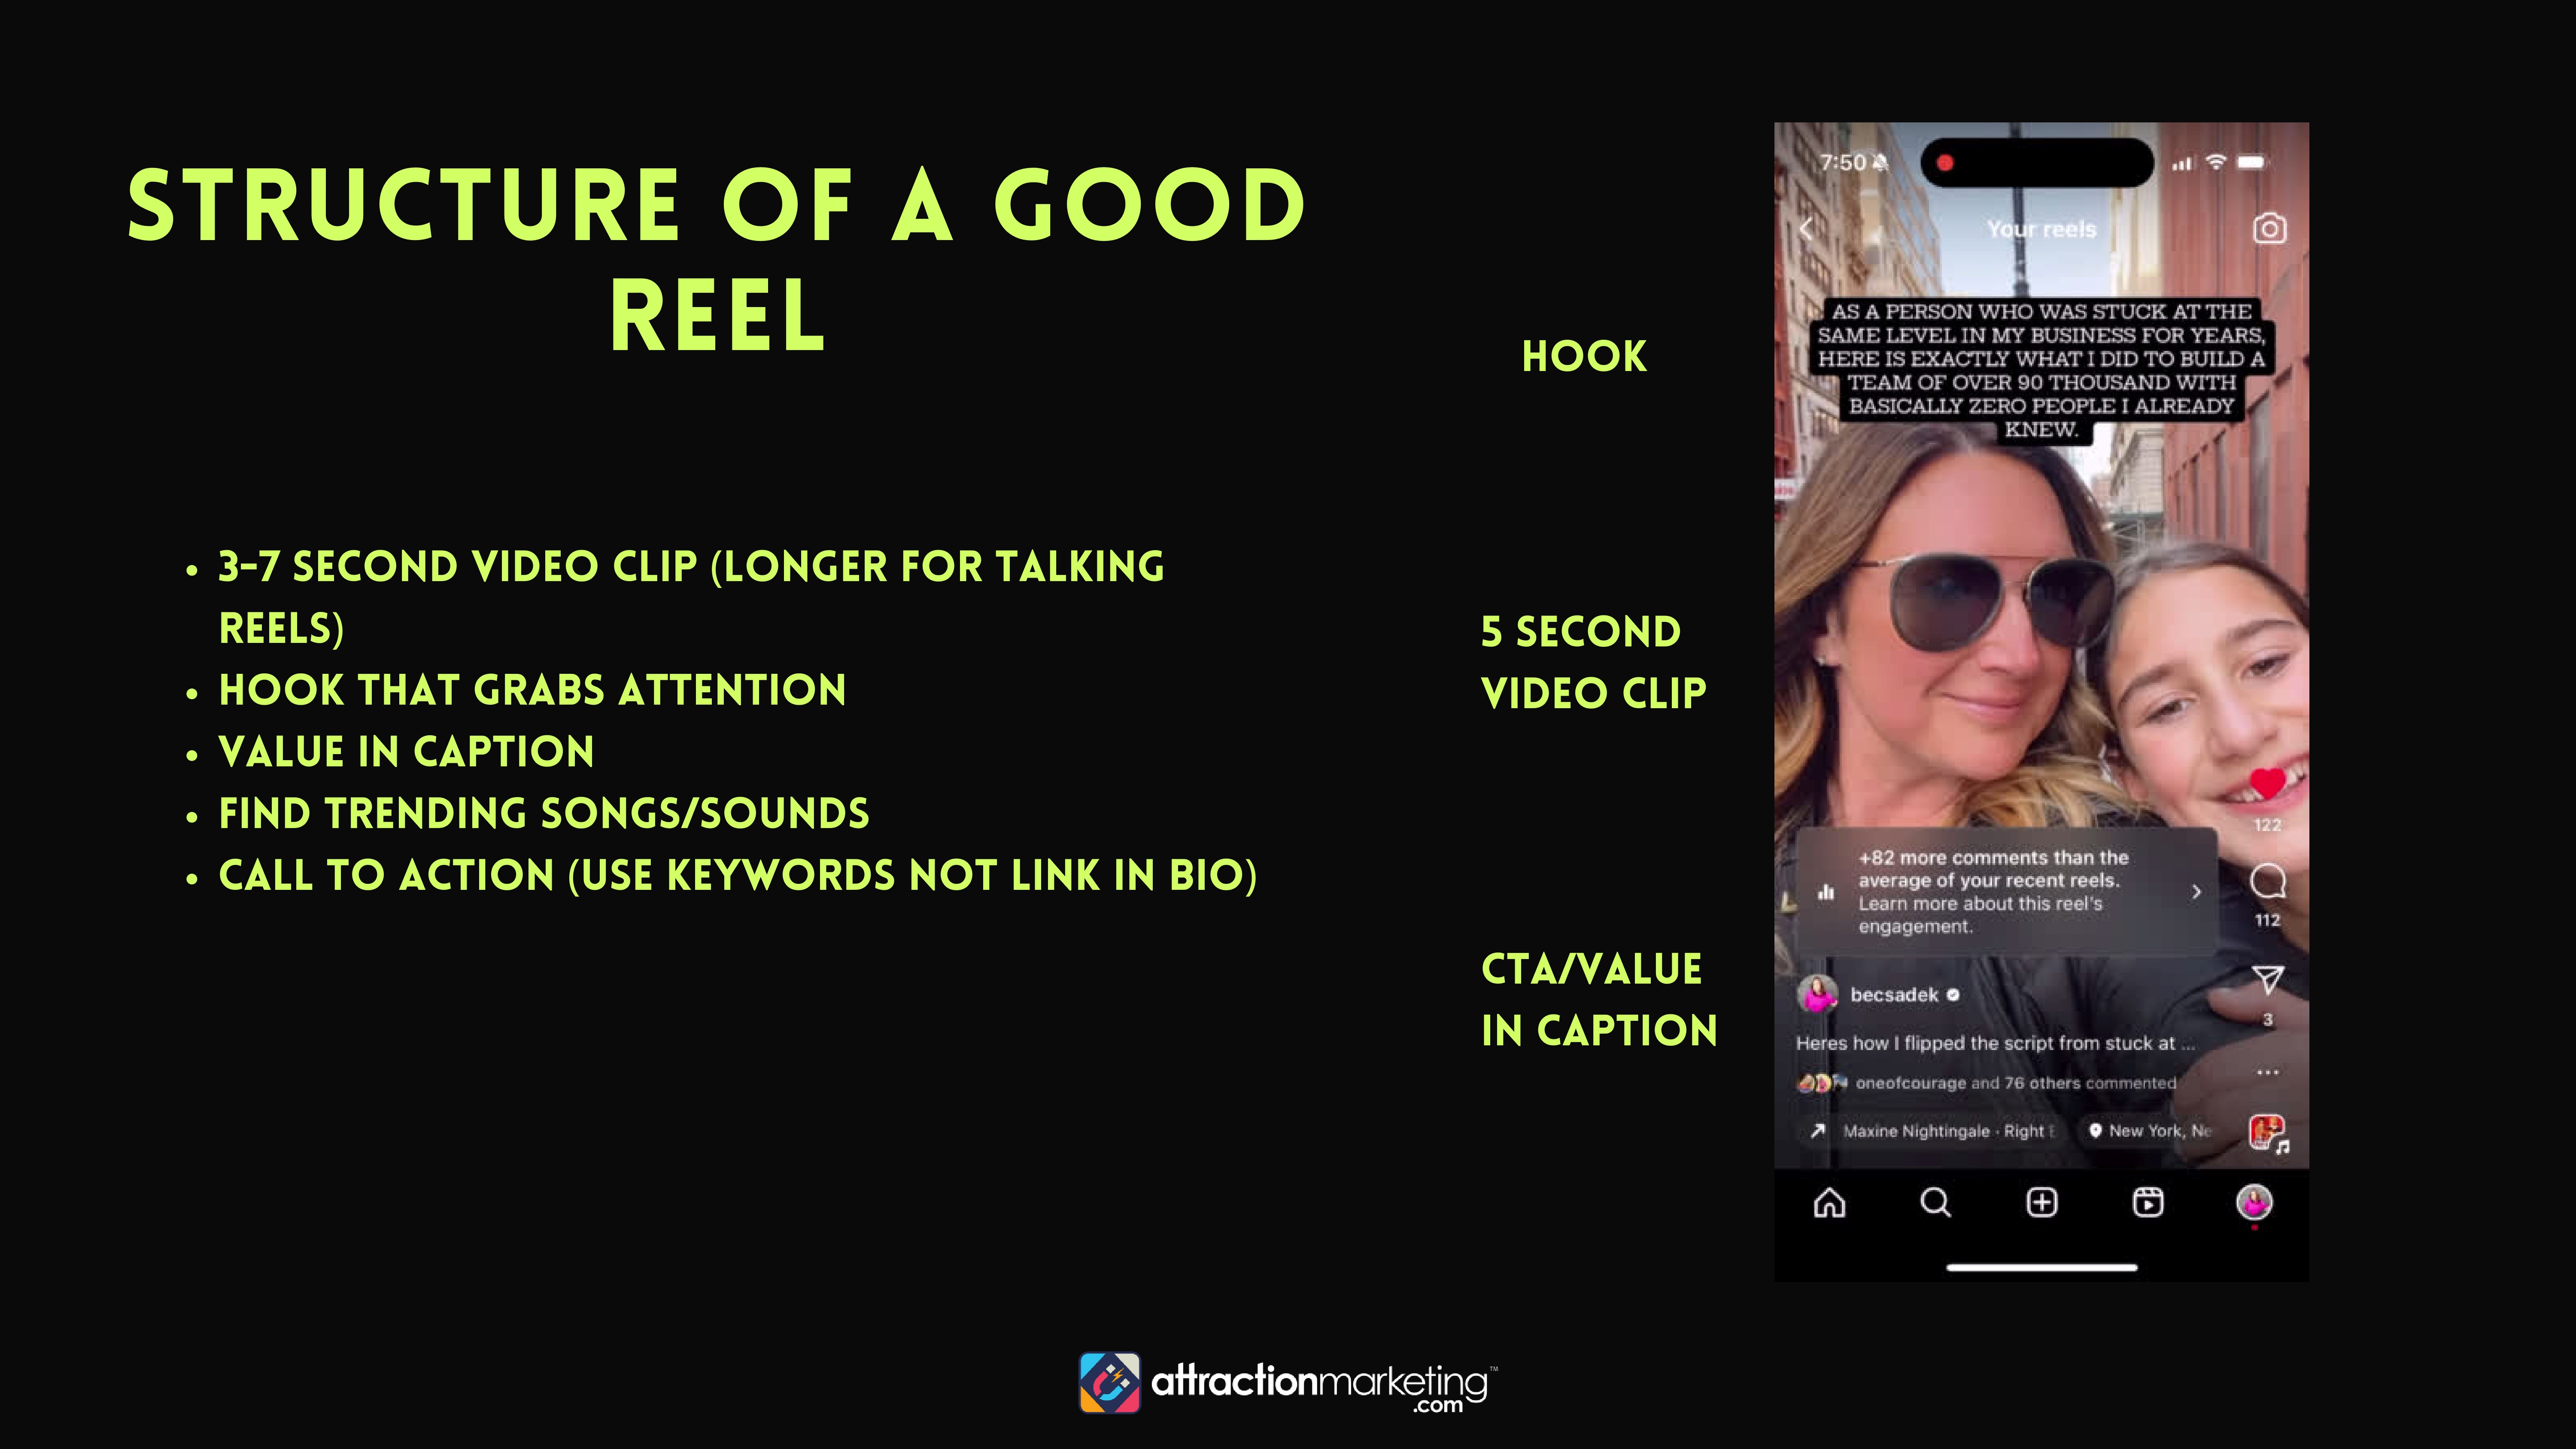 STRUCTURE OF A GOOD
REEL
• 3-7 SECOND VIDEO CLIP (LONGER FOR TALKING
REELS)
• HOOK THAT GRABS ATTENTION
• VALUE IN CAPTION
• FIND TRENDING SONGS/SOUNDS
• CALL TO ACTION (USE KEYWORDS NOT LINK IN BIO)
HOOK
5 SECOND
VIDEO CLIP
CTA/VALUE
IN CAPTION
7:50
Your reels
AS A PERSON WHO WAS STUCK AT THE
SAME LEVEL IN MY BUSINESS FOR YEARS,
HERE IS EXACTLY WHAT I DID TO BUILD A
TEAM OF OVER 90 THOUSAND WITH
BASICALLY ZERO PEOPLE I ALREADY
KNEW.
122
+82 more comments than the
average of your recent reels.
Learn more about this reel's
engagement.
112
becsadek
3
Heres how I flipped the script from stuck at ...
oneofcourage and 76 others commented
Maxine Nightingale · Right
New York, Ne
attractionmarketing™
.com